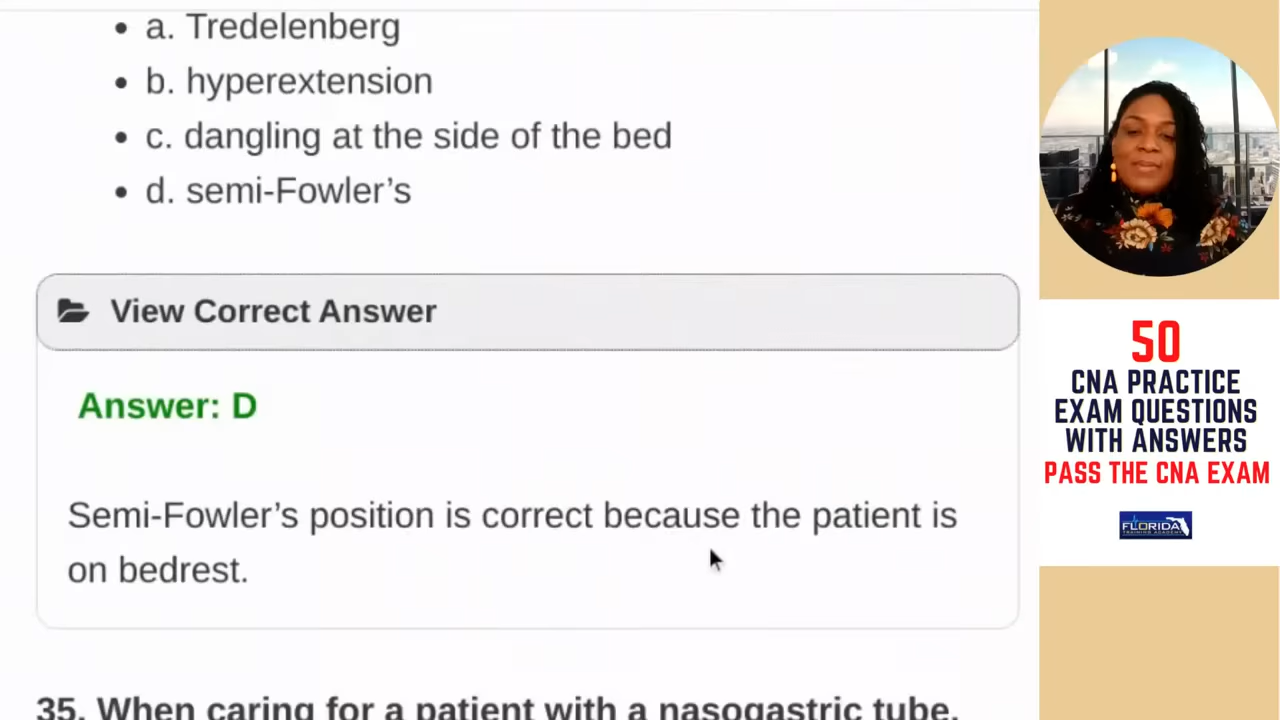 a. Tredelenberg
b. hyperextension
c. dangling at the side of the bed
d. semi-Fowler’s
View Correct Answer
Answer: D
Semi-Fowler’s position is correct because the patient is
on bedrest.
35. When caring for a patient with a nasogastric tube,
50
CNA PRACTICE
EXAM QUESTIONS
WITH ANSWERS
PASS THE CNA EXAM
FLORIDA
TRAINING ACADEMY